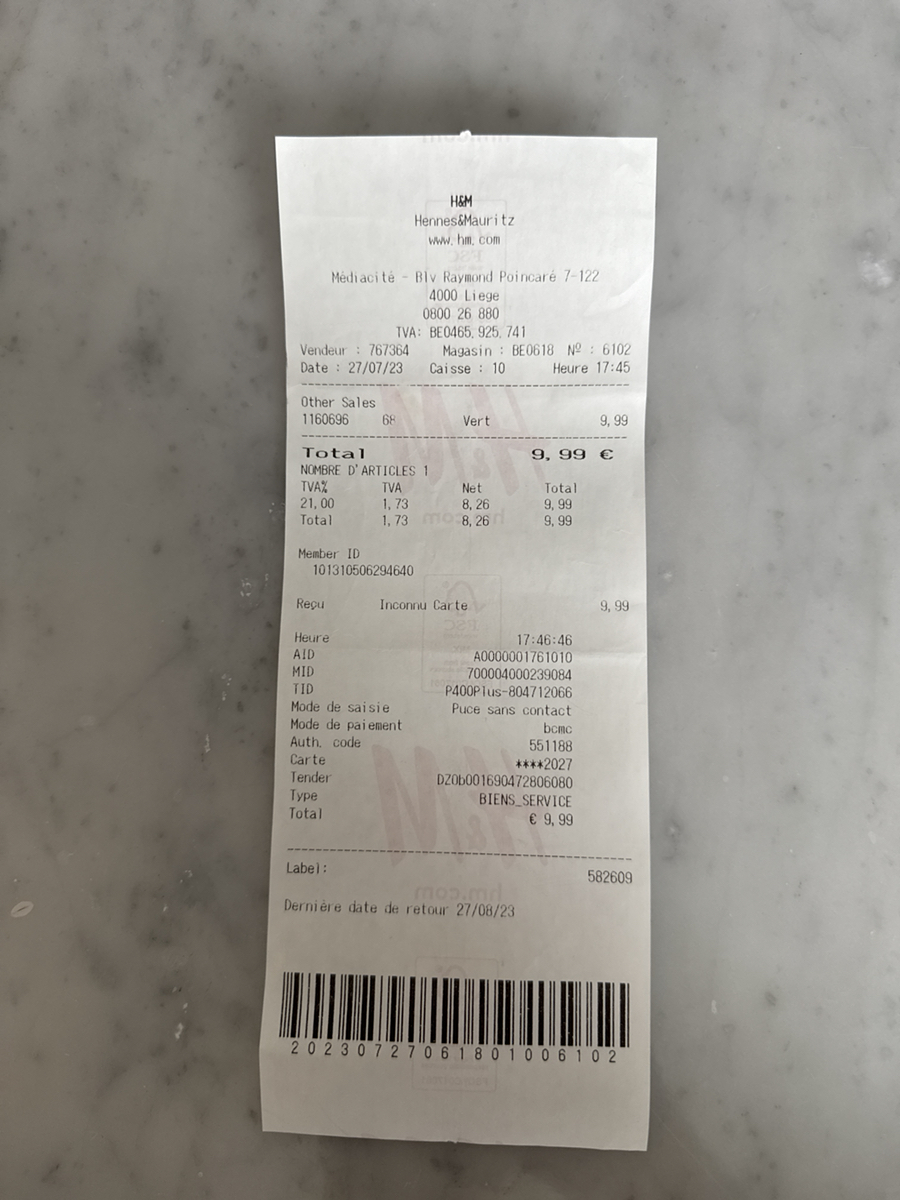 H&M
Hennes&Mauritz
www.hm.com
Médiacité - Blv Raymond Poincaré 7-122
4000 Liege
0800 26 880
TVA: BE0465.925.741
Vendeur : 767364 Magasin : BE0618 Nº : 6102
Date : 27/07/23 Caisse : 10 Heure 17:45
Other Sales
1160696 68 Vert 9,99
Total 9,99 €
NOMBRE D'ARTICLES 1
TVA% TVA Net Total
21,00 1,73 8,26 9,99
Total 1,73 8,26 9,99
Member ID
101310506294640
Reçu Inconnu Carte 9,99
Heure 17:46:46
AID A0000001761010
MID 700004000239084
TID P400Plus-804712066
Mode de saisie Puce sans contact
Mode de paiement bcmc
Auth. code 551188
Carte ****2027
Tender DZ0b001690472806080
Type BIENS_SERVICE
Total € 9,99
Label: 582609
Dernière date de retour 27/08/23
20230727061801006102